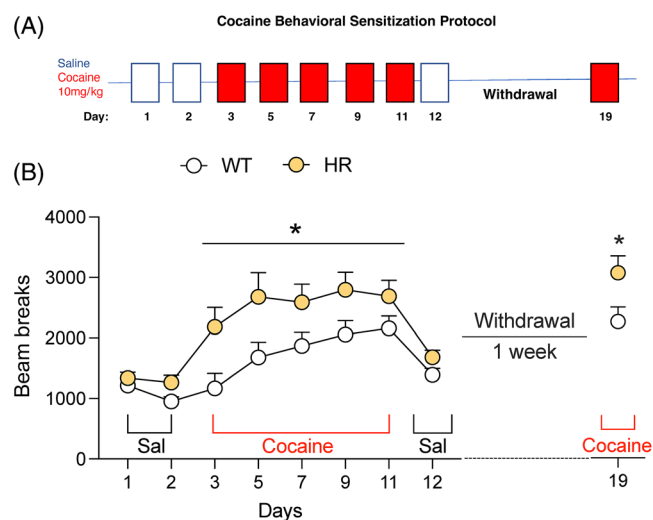 (A)
Cocaine Behavioral Sensitization Protocol
Saline
Cocaine
10mg/kg
Withdrawal
Day: 1 2 3 5 7 9 11 12 19
WT HR
(B)
4000
3000
2000
1000
0
Beam breaks
*
*
Withdrawal
1 week
Sal Cocaine Sal Cocaine
1 2 3 5 7 9 11 12 19
Days